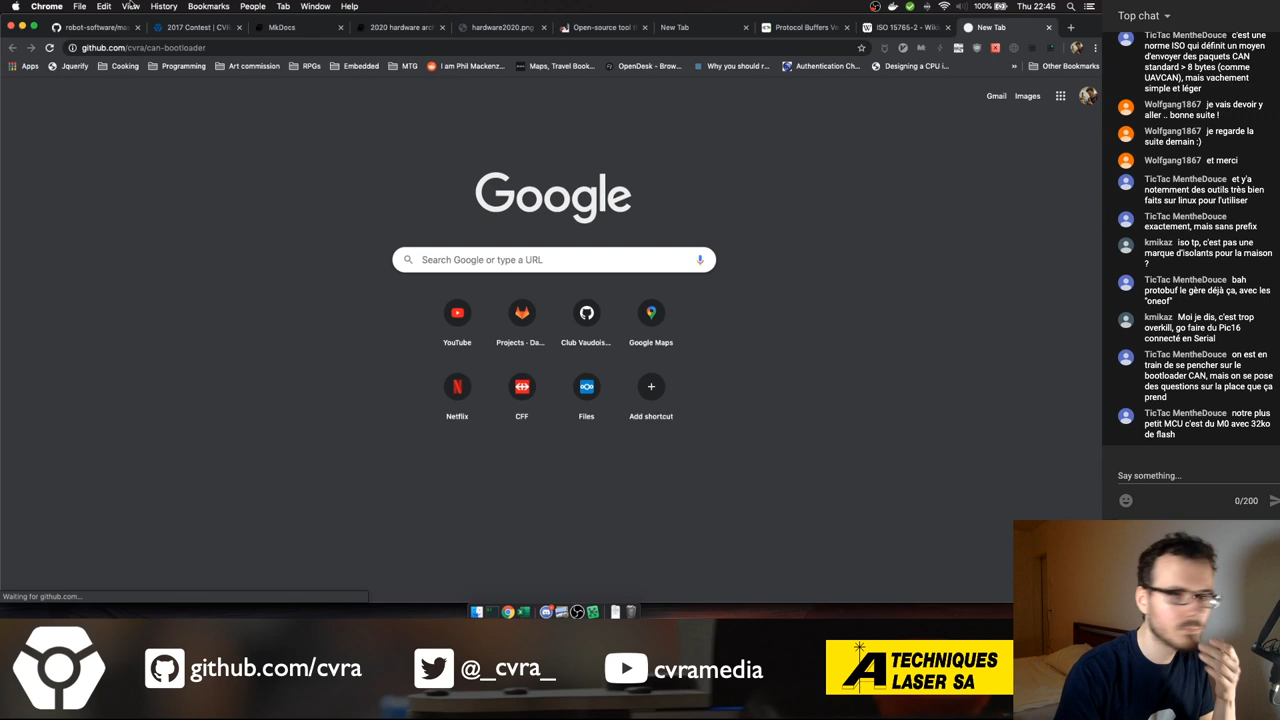 Chrome File Edit View History Bookmarks People Tab Window Help
100% Thu 22:45
robot-software/ma 2017 Contest | CVR MkDocs 2020 hardware arc hardware2020.png Open-source tool t New Tab Protocol Buffers Ve ISO 15765-2 - Wik New Tab
github.com/cvra/can-bootloader
Apps Jquerify Cooking Programming Art commission RPGs Embedded MTG I am Phil Mackenz... Maps, Travel Book... OpenDesk - Brow... Why you should r... Authentication Ch... Designing a CPU i... » Other Bookmarks
Gmail Images
Google
Search Google or type a URL
YouTube Projects - Da... Club Vaudois... Google Maps
Netflix CFF Files Add shortcut
Waiting for github.com...
Top chat
TicTac MentheDouce c'est une
norme ISO qui définit un moyen
d'envoyer des paquets CAN
standard > 8 bytes (comme
UAVCAN), mais vachement
simple et léger
Wolfgang1867 je vais devoir y
aller .. bonne suite !
Wolfgang1867 je regarde la
suite demain :)
Wolfgang1867 et merci
TicTac MentheDouce et y'a
notemment des outils très bien
faits sur linux pour l'utiliser
TicTac MentheDouce
exactement, mais sans prefix
kmikaz iso tp, c'est pas une
marque d'isolants pour la maison
?
TicTac MentheDouce bah
protobuf le gère déjà ça, avec les
"oneof"
kmikaz Moi je dis, c'est trop
overkill, go faire du Pic16
connecté en Serial
TicTac MentheDouce on est en
train de se pencher sur le
bootloader CAN, mais on se pose
des questions sur la place que ça
prend
TicTac MentheDouce notre plus
petit MCU c'est du M0 avec 32ko
de flash
Say something...
0/200
github.com/cvra @_cvra_ cvramedia
A TECHNIQUES
LASER SA